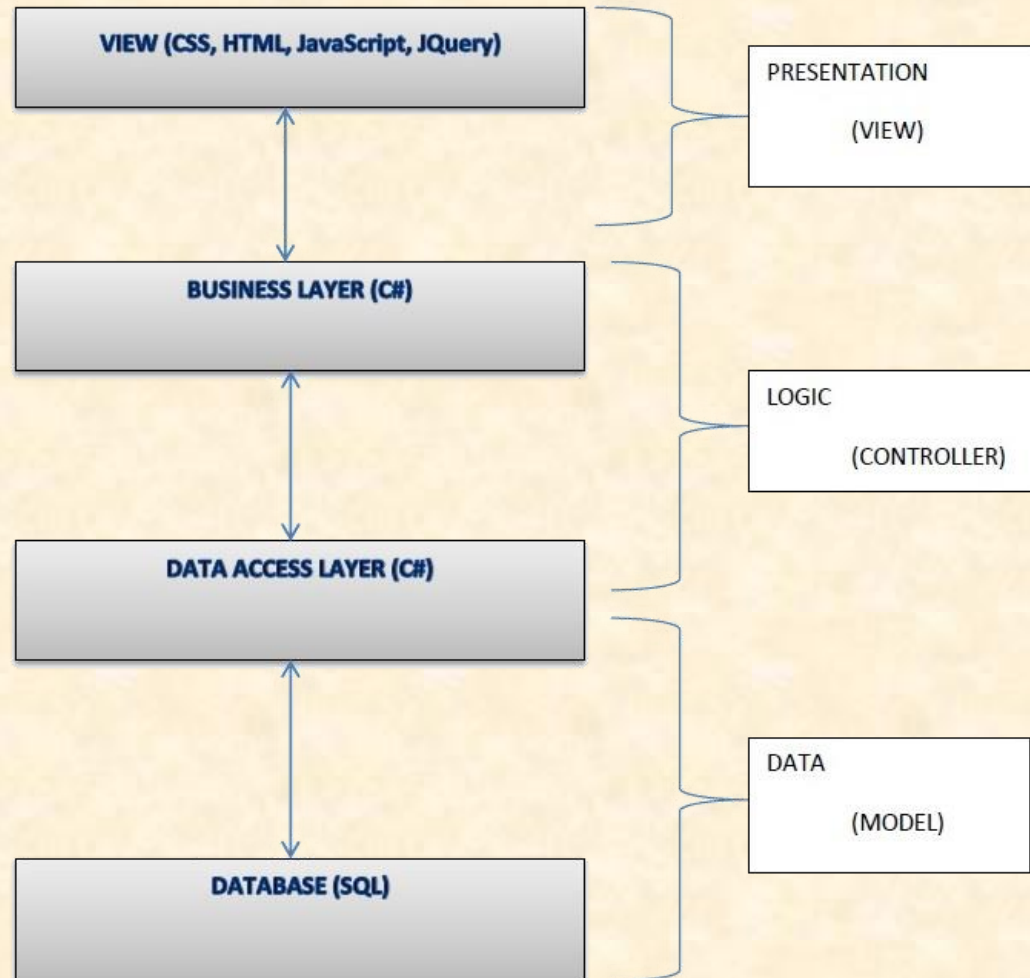 VIEW (CSS, HTML, JavaScript, JQuery)
PRESENTATION
(VIEW)
BUSINESS LAYER (C#)
LOGIC
(CONTROLLER)
DATA ACCESS LAYER (C#)
DATA
(MODEL)
DATABASE (SQL)